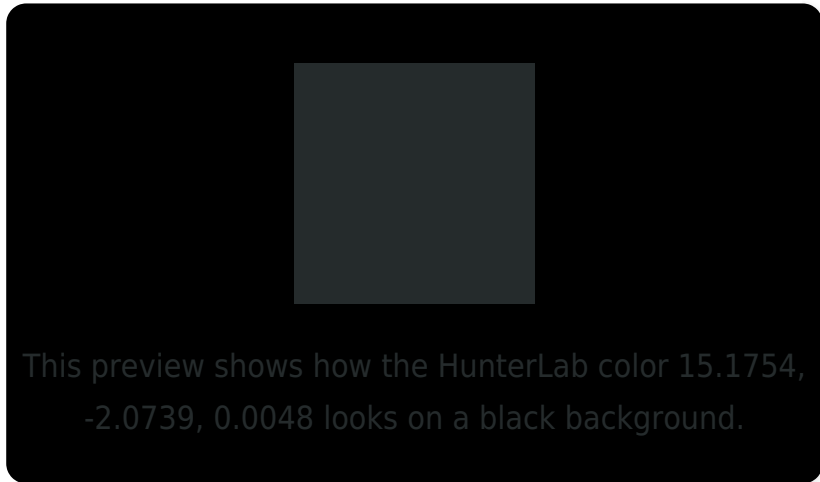 This preview shows how the HunterLab color 15.1754,
-2.0739, 0.0048 looks on a black background.